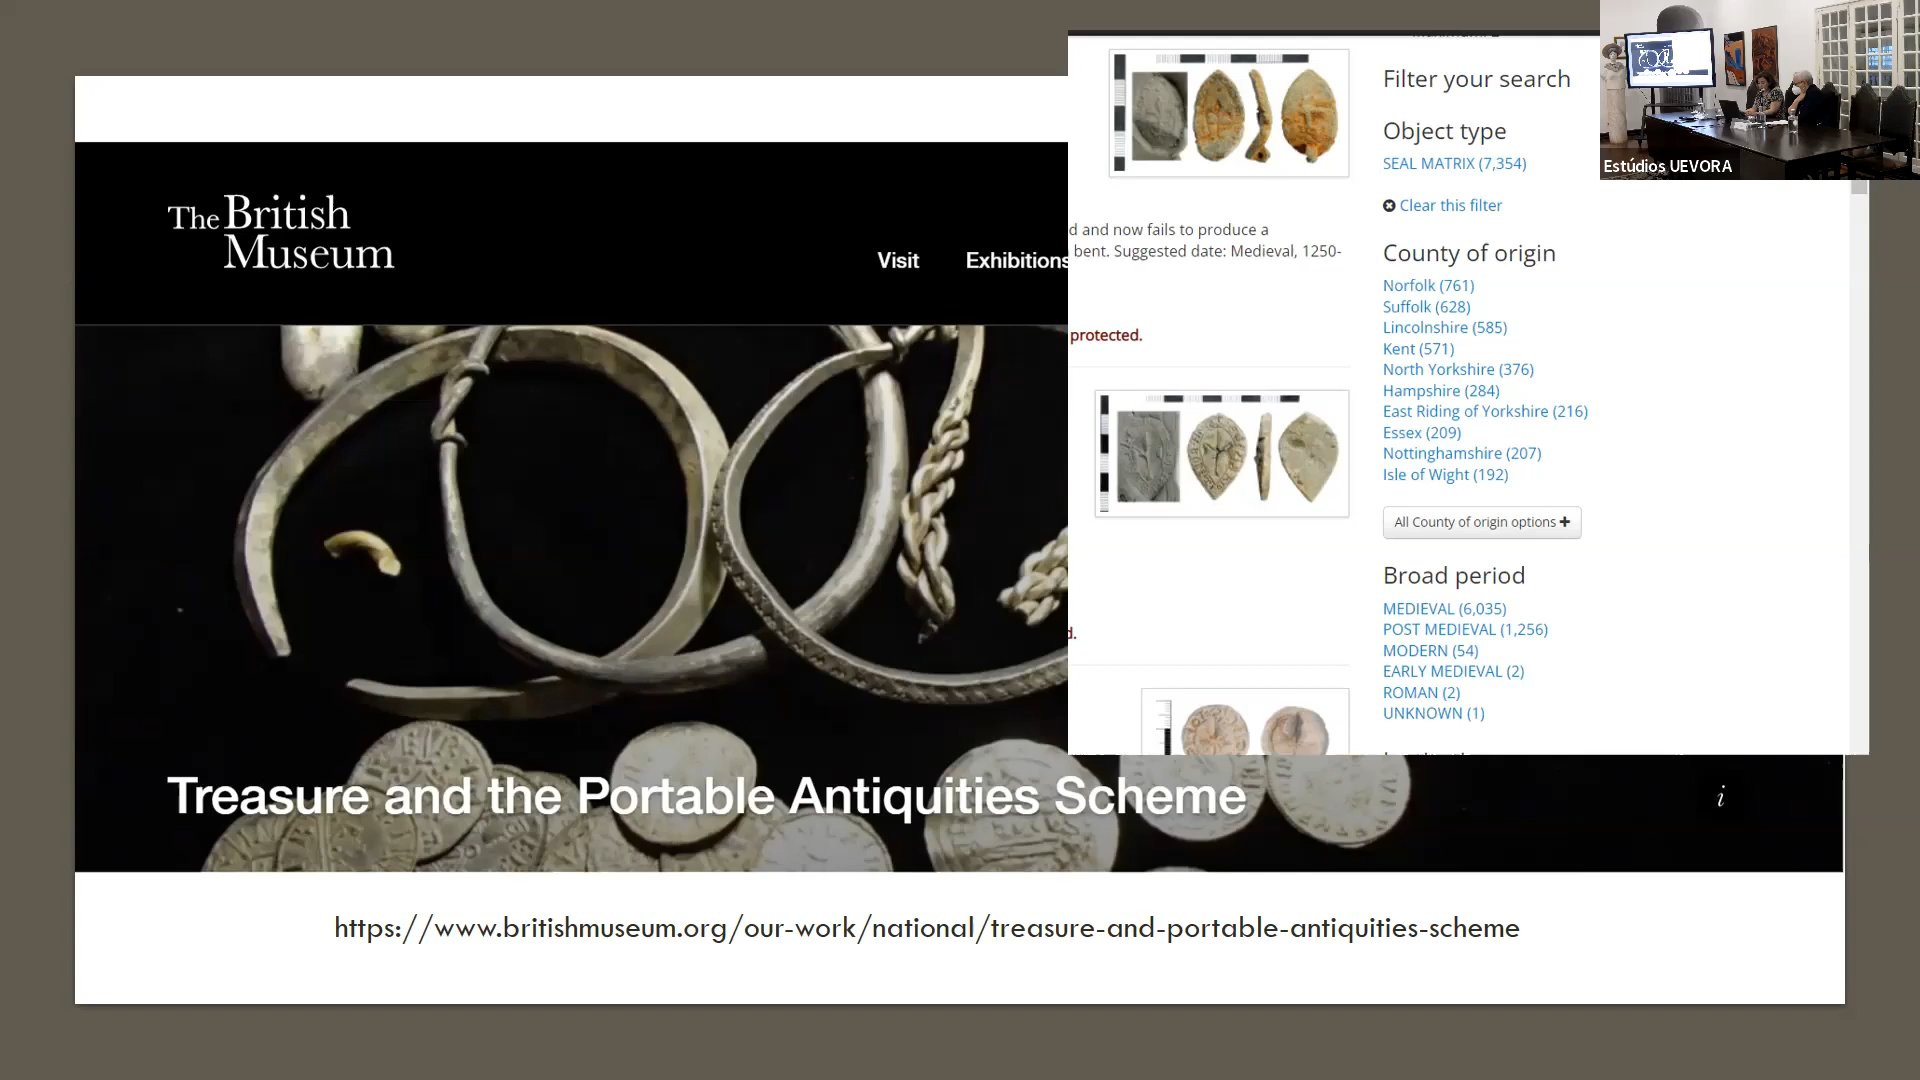 The British
Museum
Visit
Exhibitions
Treasure and the Portable Antiquities Scheme
i
https://www.britishmuseum.org/our-work/national/treasure-and-portable-antiquities-scheme
d and now fails to produce a
bent. Suggested date: Medieval, 1250-
protected.
d.
Filter your search
Object type
SEAL MATRIX (7,354)
Clear this filter
County of origin
Norfolk (761)
Suffolk (628)
Lincolnshire (585)
Kent (571)
North Yorkshire (376)
Hampshire (284)
East Riding of Yorkshire (216)
Essex (209)
Nottinghamshire (207)
Isle of Wight (192)
All County of origin options +
Broad period
MEDIEVAL (6,035)
POST MEDIEVAL (1,256)
MODERN (54)
EARLY MEDIEVAL (2)
ROMAN (2)
UNKNOWN (1)
Estúdios UEVORA